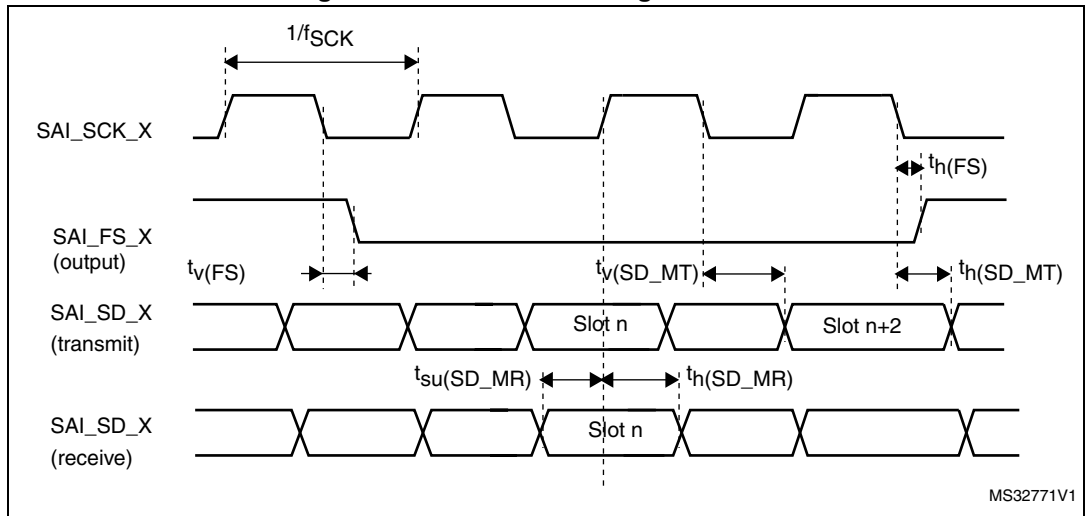 1/fSCK
SAI_SCK_X
th(FS)
SAI_FS_X
(output)
tv(FS)
tv(SD_MT)
th(SD_MT)
SAI_SD_X
(transmit)
Slot n
Slot n+2
tsu(SD_MR)
th(SD_MR)
SAI_SD_X
(receive)
Slot n
MS32771V1